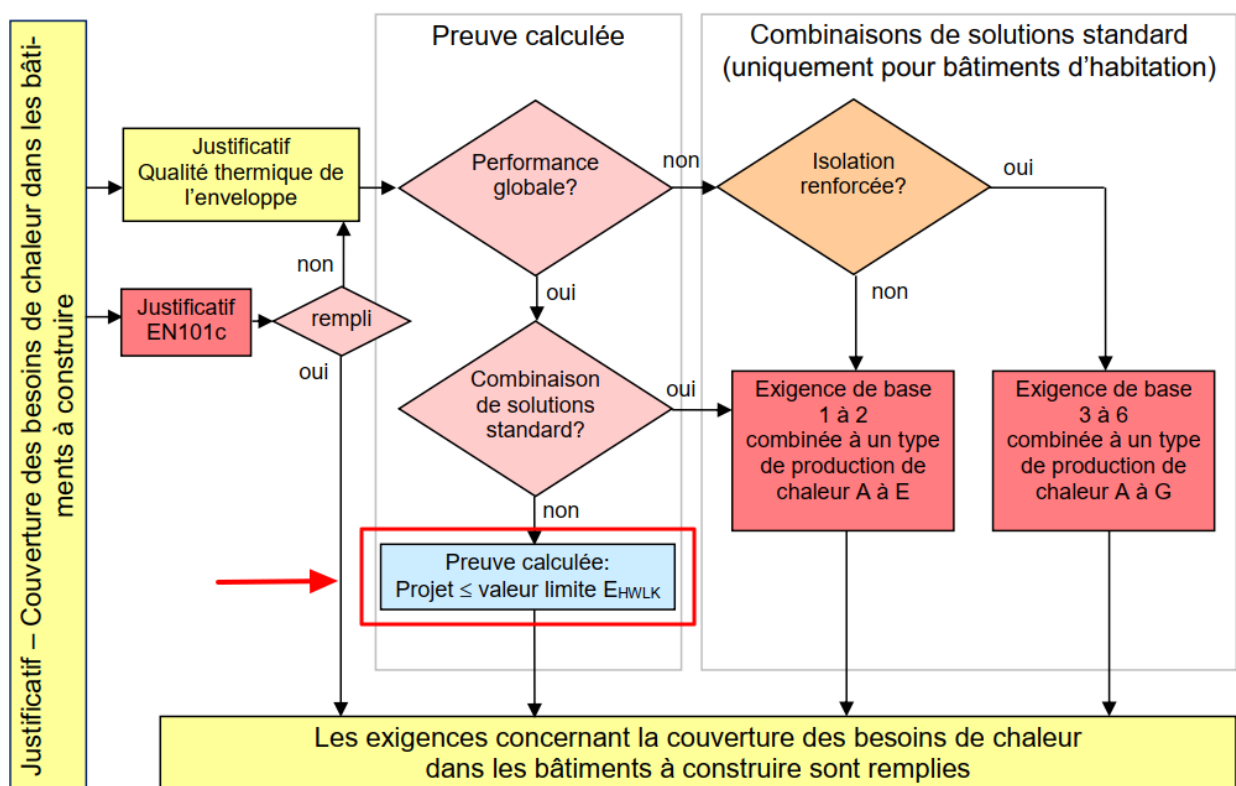 Justificatif – Couverture des besoins de chaleur dans les bâti-
ments à construire
Preuve calculée
Combinaisons de solutions standard
(uniquement pour bâtiments d'habitation)
Justificatif
Qualité thermique de
l'enveloppe
Performance
globale?
non
Isolation
renforcée?
oui
non
Justificatif
EN101c
rempli
oui
oui
non
Combinaison
de solutions
standard?
oui
Exigence de base
1 à 2
combinée à un type
de production de
chaleur A à E
Exigence de base
3 à 6
combinée à un type
de production de
chaleur A à G
non
Preuve calculée:
Projet ≤ valeur limite EHWLK
Les exigences concernant la couverture des besoins de chaleur
dans les bâtiments à construire sont remplies